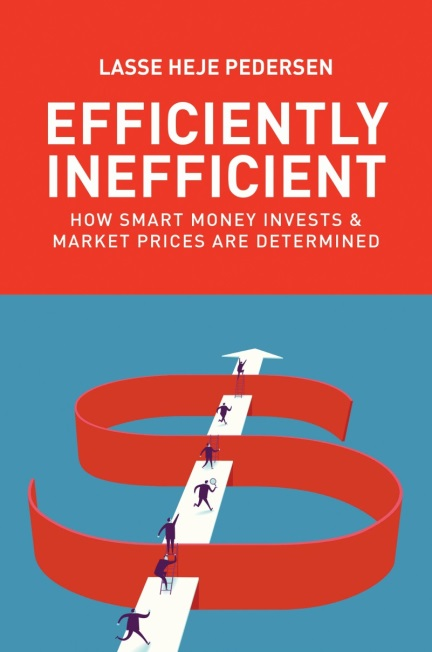 LASSE HEJE PEDERSEN
EFFICIENTLY
INEFFICIENT
HOW SMART MONEY INVESTS &
MARKET PRICES ARE DETERMINED